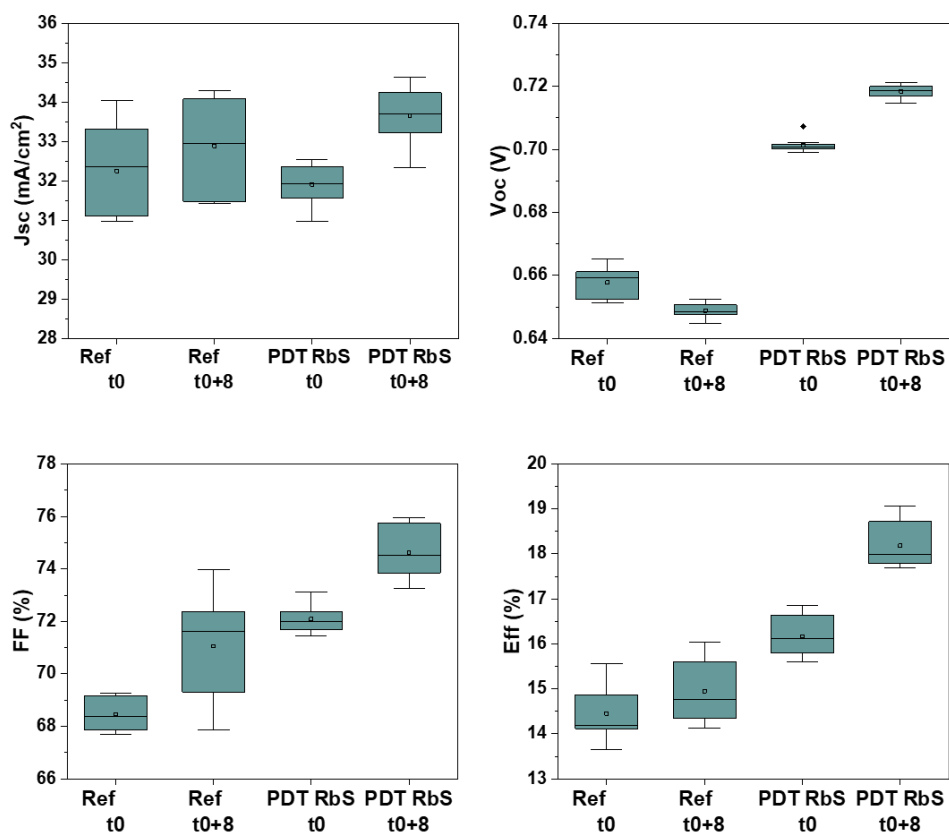 36
35
34
33
32
31
30
29
28
Jsc (mA/cm²)
Ref Ref PDT RbS PDT RbS
t0 t0+8 t0 t0+8
0.74
0.72
0.70
0.68
0.66
0.64
Voc (V)
Ref Ref PDT RbS PDT RbS
t0 t0+8 t0 t0+8
78
76
74
72
70
68
66
FF (%)
Ref Ref PDT RbS PDT RbS
t0 t0+8 t0 t0+8
20
19
18
17
16
15
14
13
Eff (%)
Ref Ref PDT RbS PDT RbS
t0 t0+8 t0 t0+8